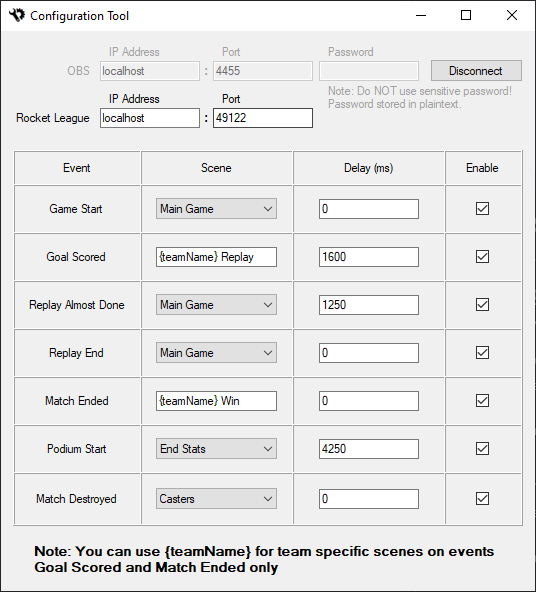 Configuration Tool
IP Address Port Password
OBS localhost : 4455 Disconnect
Note: Do NOT use sensitive password!
Password stored in plaintext.
IP Address Port
Rocket League localhost : 49122
Event Scene Delay (ms) Enable
Game Start Main Game 0
Goal Scored {teamName} Replay 1600
Replay Almost Done Main Game 1250
Replay End Main Game 0
Match Ended {teamName} Win 0
Podium Start End Stats 4250
Match Destroyed Casters 0
Note: You can use {teamName} for team specific scenes on events
Goal Scored and Match Ended only